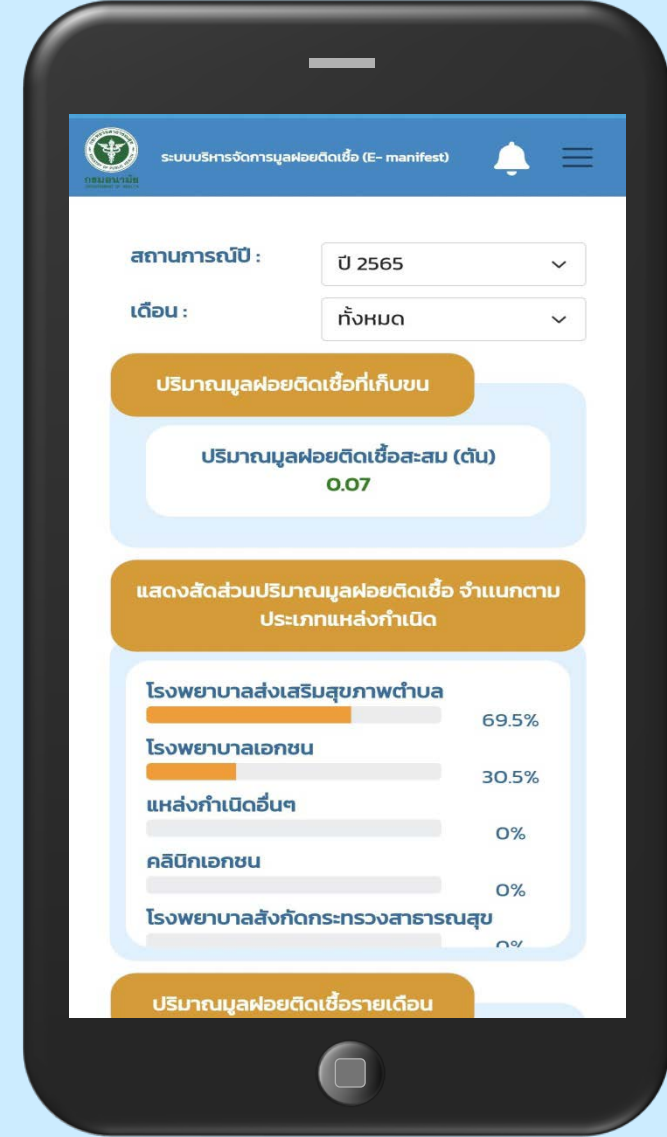 ระบบบริหารจัดการมูลฝอยติดเชื้อ (E- manifest)
กรมอนามัย
สถานการณ์ปี :
ปี 2565
เดือน :
ทั้งหมด
ปริมาณมูลฝอยติดเชื้อที่เก็บขน
ปริมาณมูลฝอยติดเชื้อสะสม (ตัน)
0.07
แสดงสัดส่วนปริมาณมูลฝอยติดเชื้อ จำแนกตาม
ประเภทแหล่งกำเนิด
โรงพยาบาลส่งเสริมสุขภาพตำบล
69.5%
โรงพยาบาลเอกชน
30.5%
แหล่งกำเนิดอื่นๆ
0%
คลินิกเอกชน
0%
โรงพยาบาลสังกัดกระทรวงสาธารณสุข
0%
ปริมาณมูลฝอยติดเชื้อรายเดือน